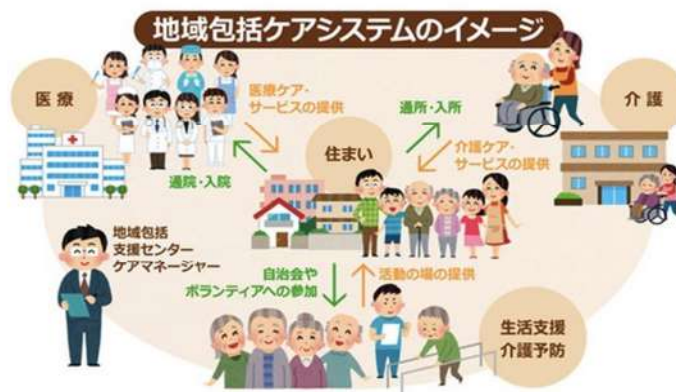 地域包括ケアシステムのイメージ
医療
医療ケア・
サービスの提供
通所・入所
介護
住まい
介護ケア・
サービスの提供
通院・入院
地域包括
支援センター
ケアマネージャー
自治会や
ボランティアへの参加
活動の場の提供
生活支援
介護予防